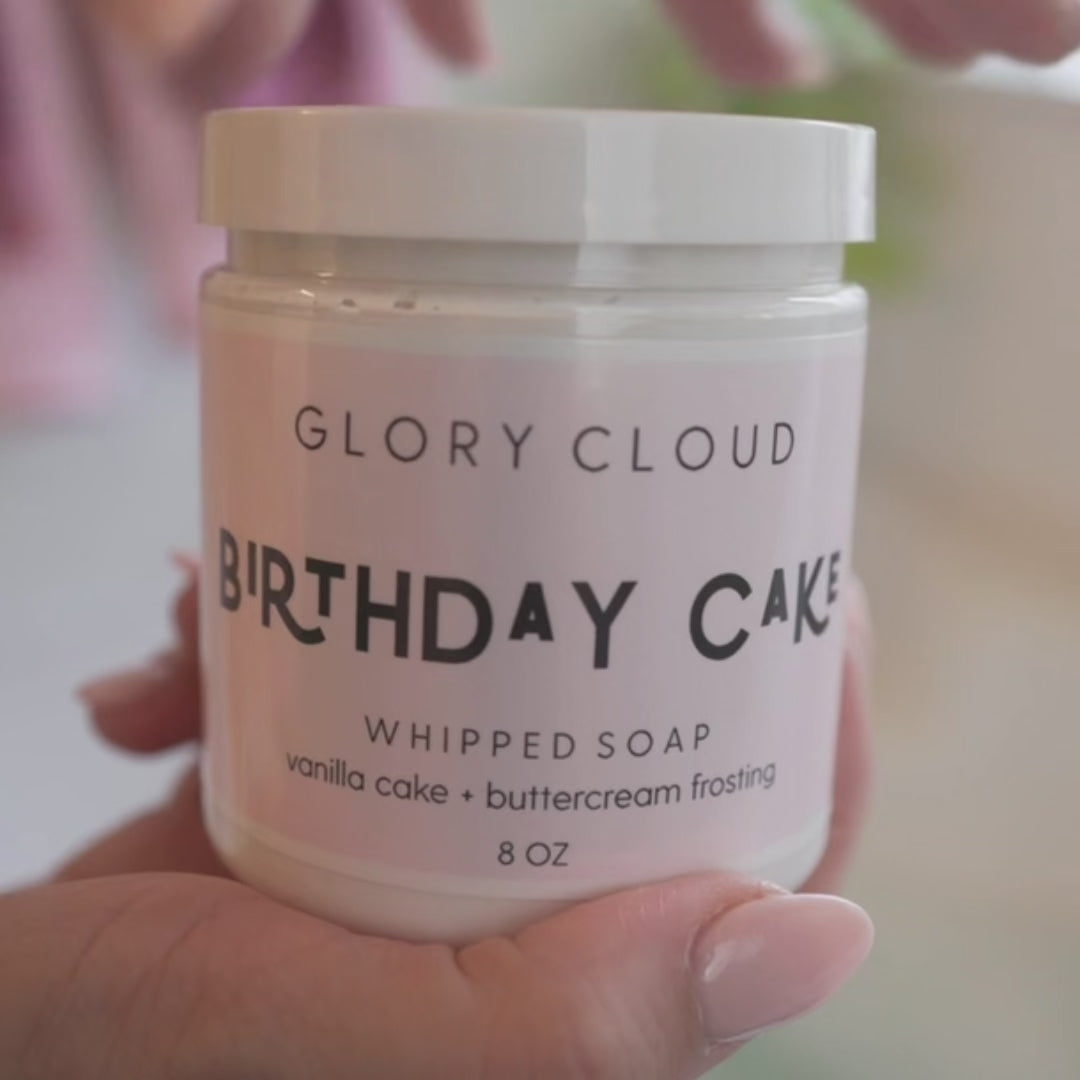 GLORY CLOUD
BIRTHDAY CAKE
WHIPPED SOAP
vanilla cake + buttercream frosting
8 OZ